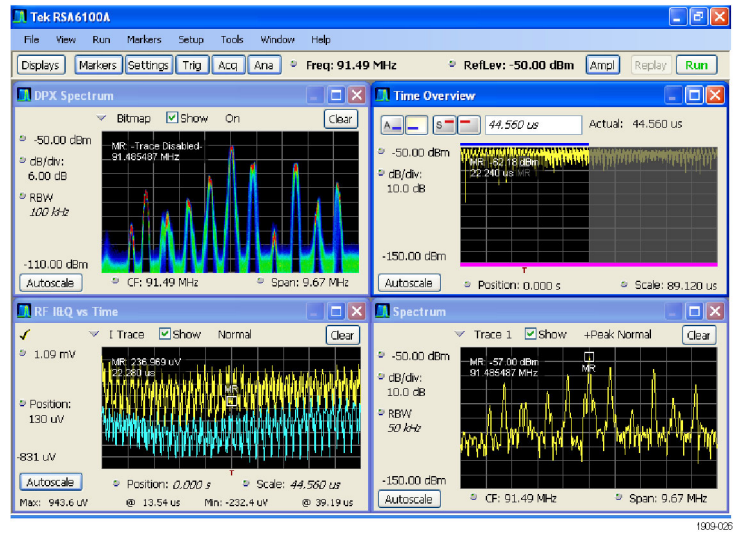 Tek RSA6100A
File View Run Markers Setup Tools Window Help
Displays Markers Settings Trig Acq Ana Freq: 91.49 MHz RefLev: -50.00 dBm Ampl Replay Run
DPX Spectrum
Bitmap Show On Clear
-50.00 dBm
dB/div:
6.00 dB
RBW
100 kHz
-110.00 dBm
MR: -Trace Disabled-
91.485487 MHz
Autoscale CF: 91.49 MHz Span: 9.67 MHz
Time Overview
A S 44.560 us Actual: 44.560 us
-50.00 dBm
dB/div:
10.0 dB
-150.00 dBm
MR: -62.18 dBm
22.240 us MR
T
Autoscale Position: 0.000 s Scale: 89.120 us
RF I&Q vs Time
I Trace Show Normal Clear
1.09 mV
Position:
130 uV
-831 uV
MR: 236.969 uV
22.280 us
MR
T
Autoscale Position: 0.000 s Scale: 44.560 us
Max: 943.6 uV @ 13.54 us Min: -232.4 uV @ 39.19 us
Spectrum
Trace 1 Show +Peak Normal Clear
-50.00 dBm
dB/div:
10.0 dB
RBW
50 kHz
-150.00 dBm
MR: -57.00 dBm
91.485487 MHz
MR
Autoscale CF: 91.49 MHz Span: 9.67 MHz
1909-026